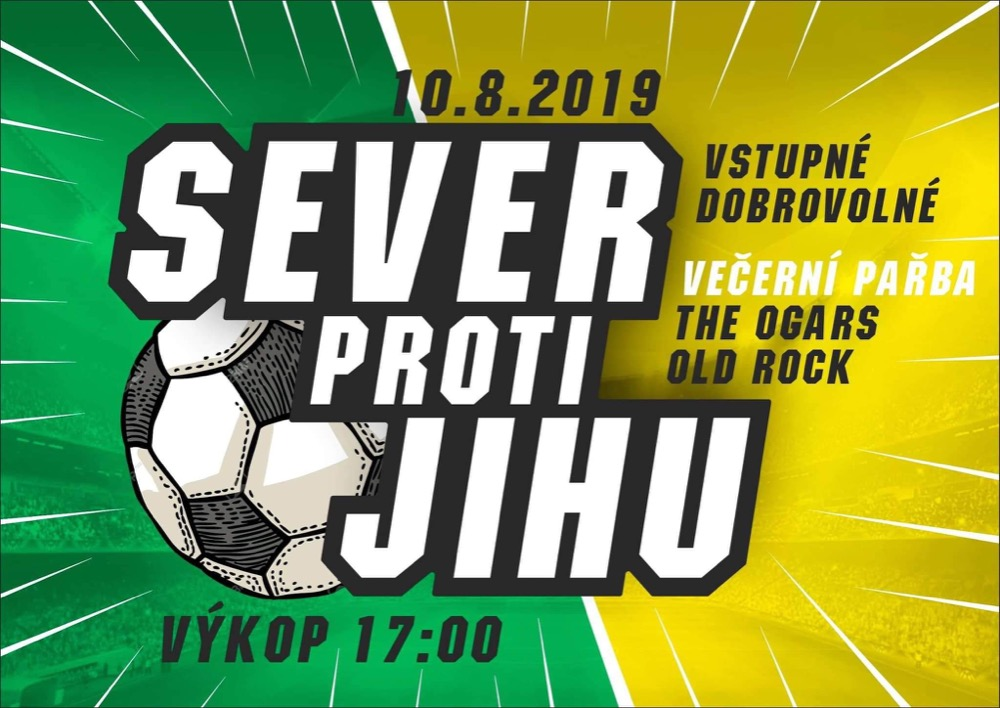 10.8.2019
SEVER
PROTI
JIHU
VSTUPNÉ
DOBROVOLNÉ
VEČERNÍ PAŘBA
THE OGARS
OLD ROCK
VÝKOP 17:00